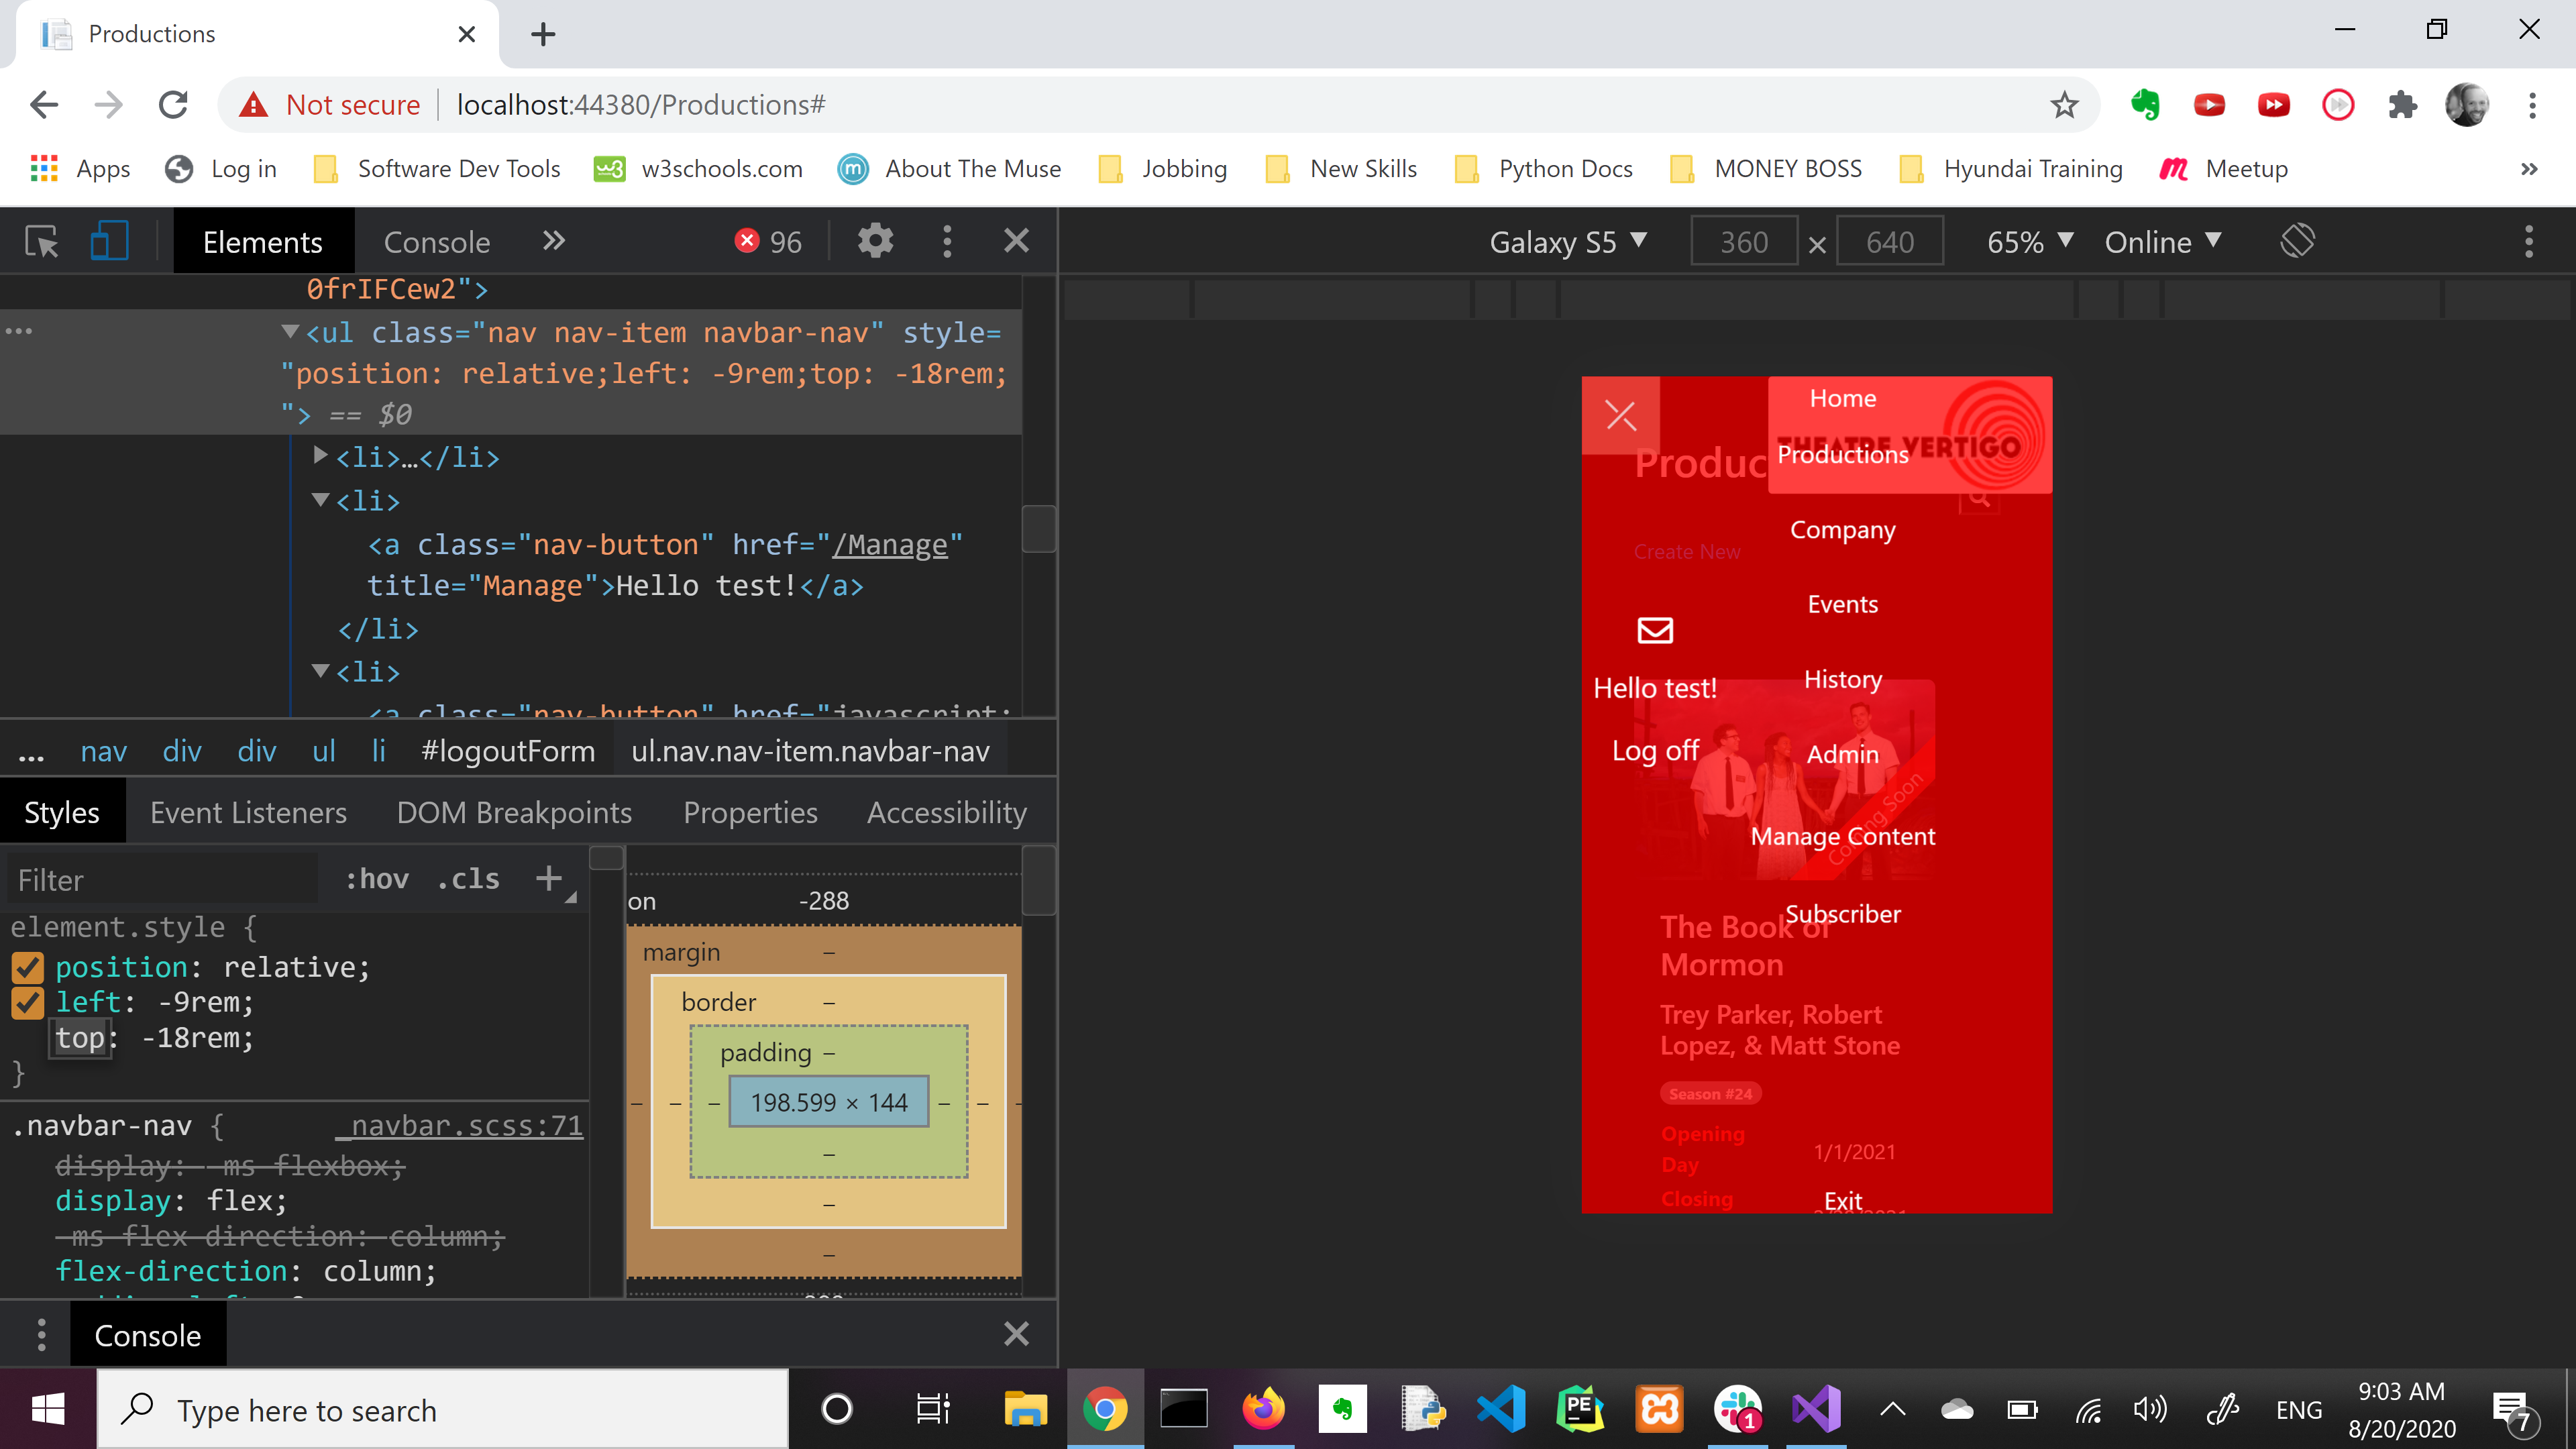 Productions
Not secure
localhost:44380/Productions#
Apps
Log in
Software Dev Tools
w3schools.com
About The Muse
Jobbing
New Skills
Python Docs
MONEY BOSS
Hyundai Training
Meetup
»
Elements
Console
»
96
0frIFCew2">
<ul class="nav nav-item navbar-nav" style=
"position: relative;left: -9rem;top: -18rem;
"> == $0
<li>…</li>
<li>
<a class="nav-button" href="/Manage"
title="Manage">Hello test!</a>
</li>
<li>
<a class="nav-button" href="javascript:
... nav div div ul li #logoutForm ul.nav.nav-item.navbar-nav
Styles
Event Listeners
DOM Breakpoints
Properties
Accessibility
Filter
:hov .cls +
element.style {
position: relative;
left: -9rem;
top: -18rem;
}
.navbar-nav {
_navbar.scss:71
display: -ms-flexbox;
display: flex;
-ms-flex-direction: column;
flex-direction: column;
on
-288
margin –
border –
padding –
– – – 198.599 × 144 – – –
–
–
–
Console
Galaxy S5 ▼ 360 × 640 65% ▼ Online ▼
Home
THEATRE VERTIGO
Produc
Productions
Company
Create New
Events
History
Hello test!
Log off
Admin
Coming Soon
Manage Content
Subscriber
The Book of
Mormon
Trey Parker, Robert
Lopez, & Matt Stone
Season #24
Opening
Day
1/1/2021
Closing
Exit
Type here to search
PE
1
ENG
9:03 AM
8/20/2020
7